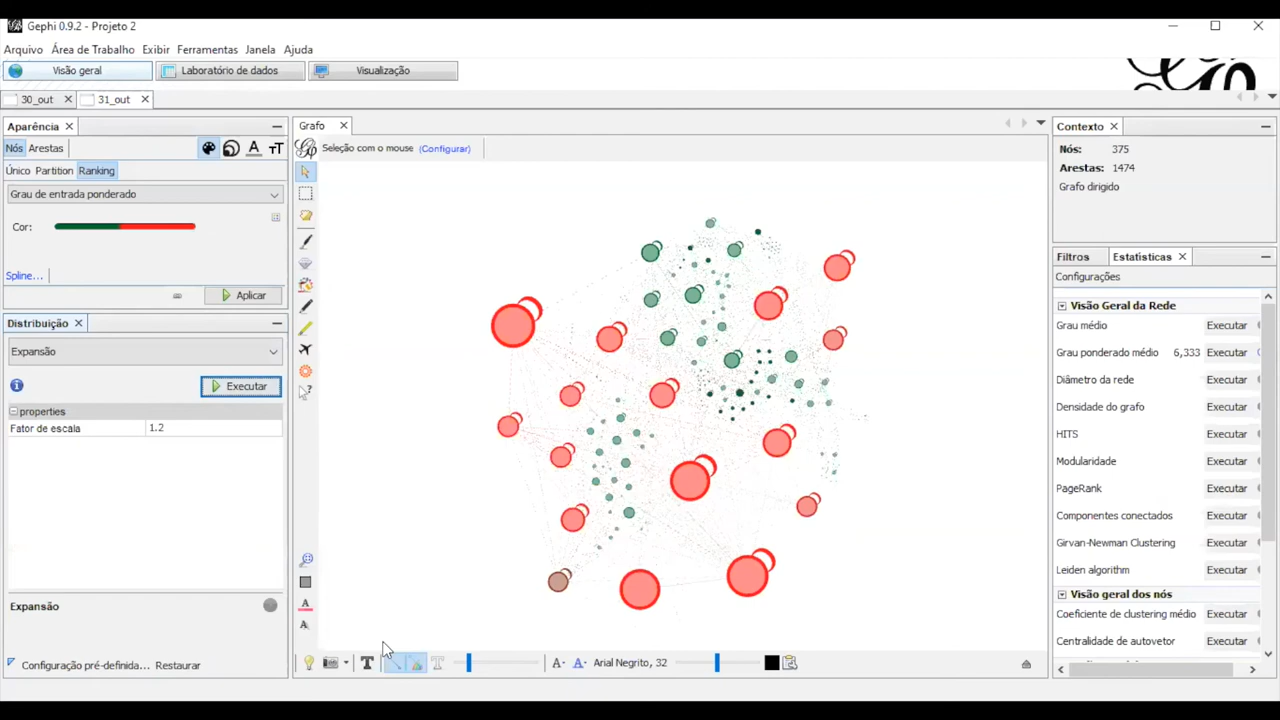 Gephi 0.9.2 - Projeto 2
Arquivo Área de Trabalho Exibir Ferramentas Janela Ajuda
Visão geral Laboratório de dados Visualização
30_out 31_out
Aparência
Nós Arestas
Único Partition Ranking
Grau de entrada ponderado
Cor:
Spline...
Aplicar
Distribuição
Expansão
Executar
properties
Fator de escala 1.2
Expansão
Configuração pré-definida... Restaurar
Grafo
Seleção com o mouse (Configurar)
Arial Negrito, 32
Contexto
Nós: 375
Arestas: 1474
Grafo dirigido
Filtros Estatísticas
Configurações
Visão Geral da Rede
Grau médio Executar
Grau ponderado médio 6,333 Executar
Diâmetro da rede Executar
Densidade do grafo Executar
HITS Executar
Modularidade Executar
PageRank Executar
Componentes conectados Executar
Girvan-Newman Clustering Executar
Leiden algorithm Executar
Visão geral dos nós
Coeficiente de clustering médio Executar
Centralidade de autovetor Executar